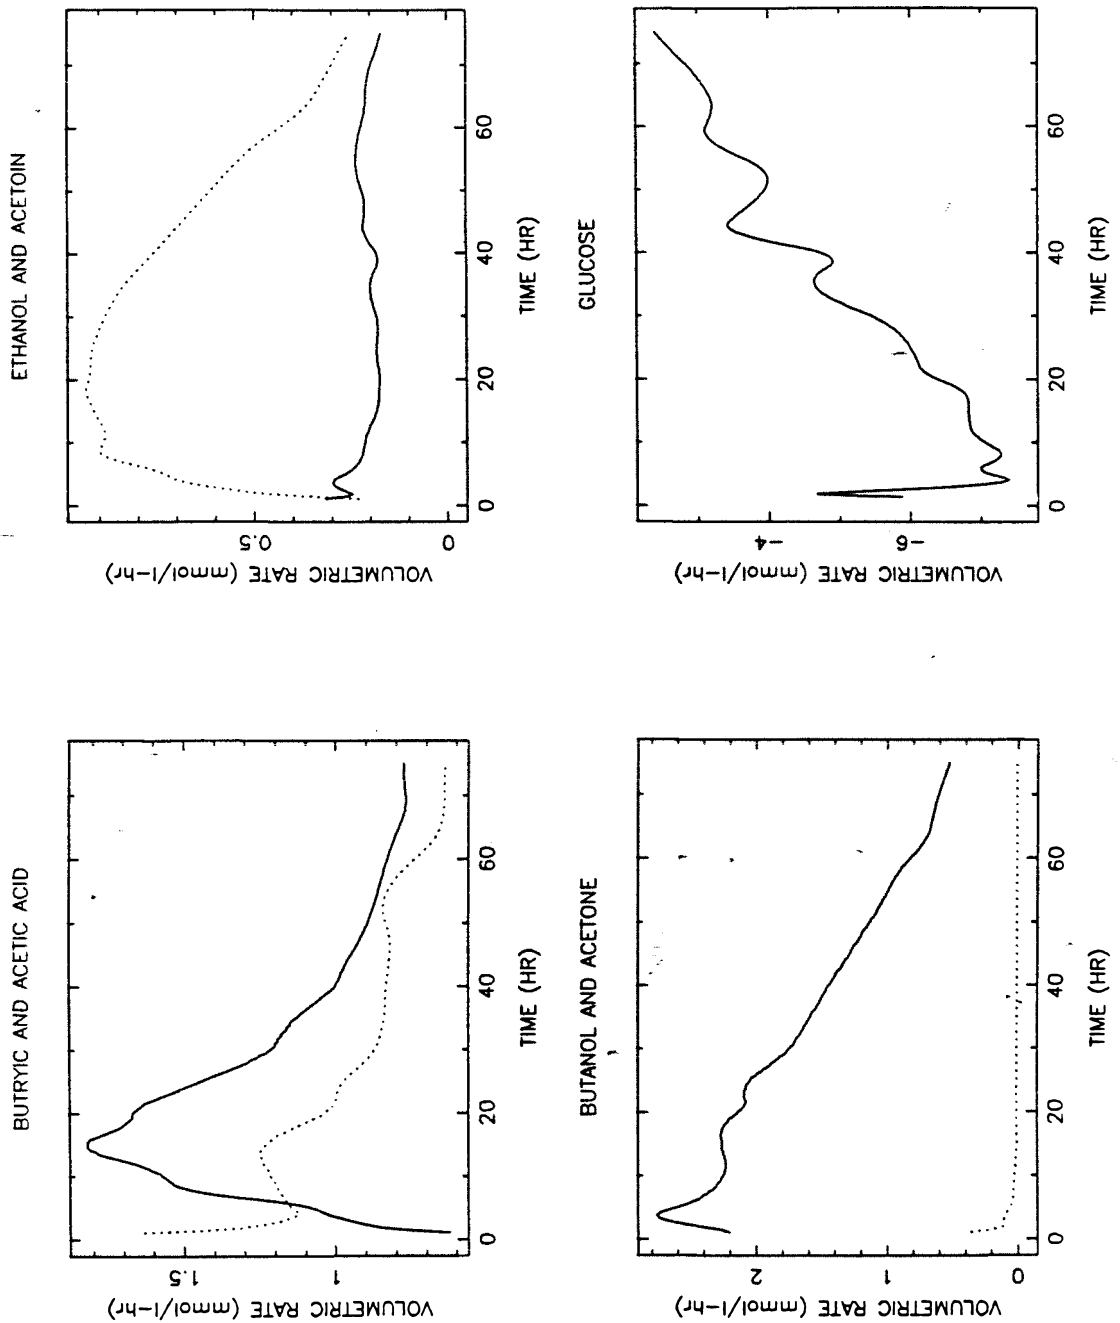 BUTRYIC AND ACETIC ACID
VOLUMETRIC RATE (mmol/l-hr)
1.5
1
0 20 40 60
TIME (HR)
ETHANOL AND ACETOIN
VOLUMETRIC RATE (mmol/l-hr)
0.5
0
0 20 40 60
TIME (HR)
BUTANOL AND ACETONE
VOLUMETRIC RATE (mmol/l-hr)
2
1
0
0 20 40 60
TIME (HR)
GLUCOSE
VOLUMETRIC RATE (mmol/l-hr)
-4
-6
0 20 40 60
TIME (HR)